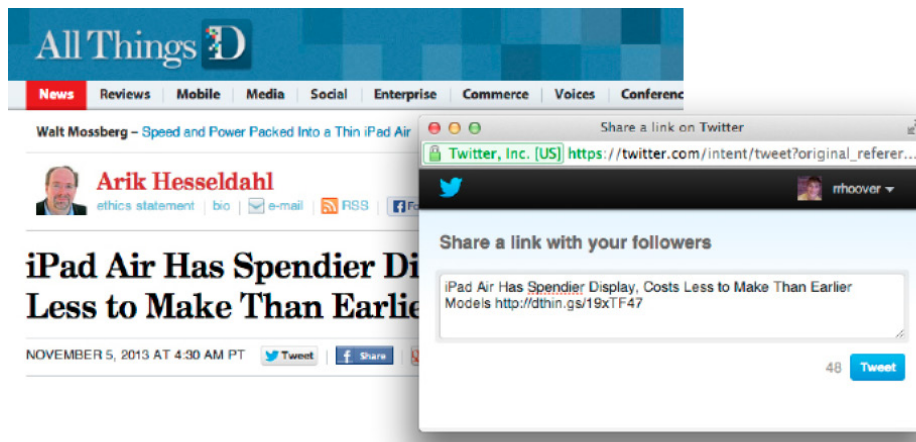 All Things D
News Reviews Mobile Media Social Enterprise Commerce Voices Conferenc
Walt Mossberg – Speed and Power Packed Into a Thin iPad Air
Arik Hesseldahl
ethics statement | bio | e-mail | RSS | f Fo
iPad Air Has Spendier Di
Less to Make Than Earlie
NOVEMBER 5, 2013 AT 4:30 AM PT Tweet f Share
Share a link on Twitter
Twitter, Inc. [US] https://twitter.com/intent/tweet?original_referer...
rrhoover
Share a link with your followers
iPad Air Has Spendier Display, Costs Less to Make Than Earlier
Models http://dthin.gs/19xTF47
48 Tweet